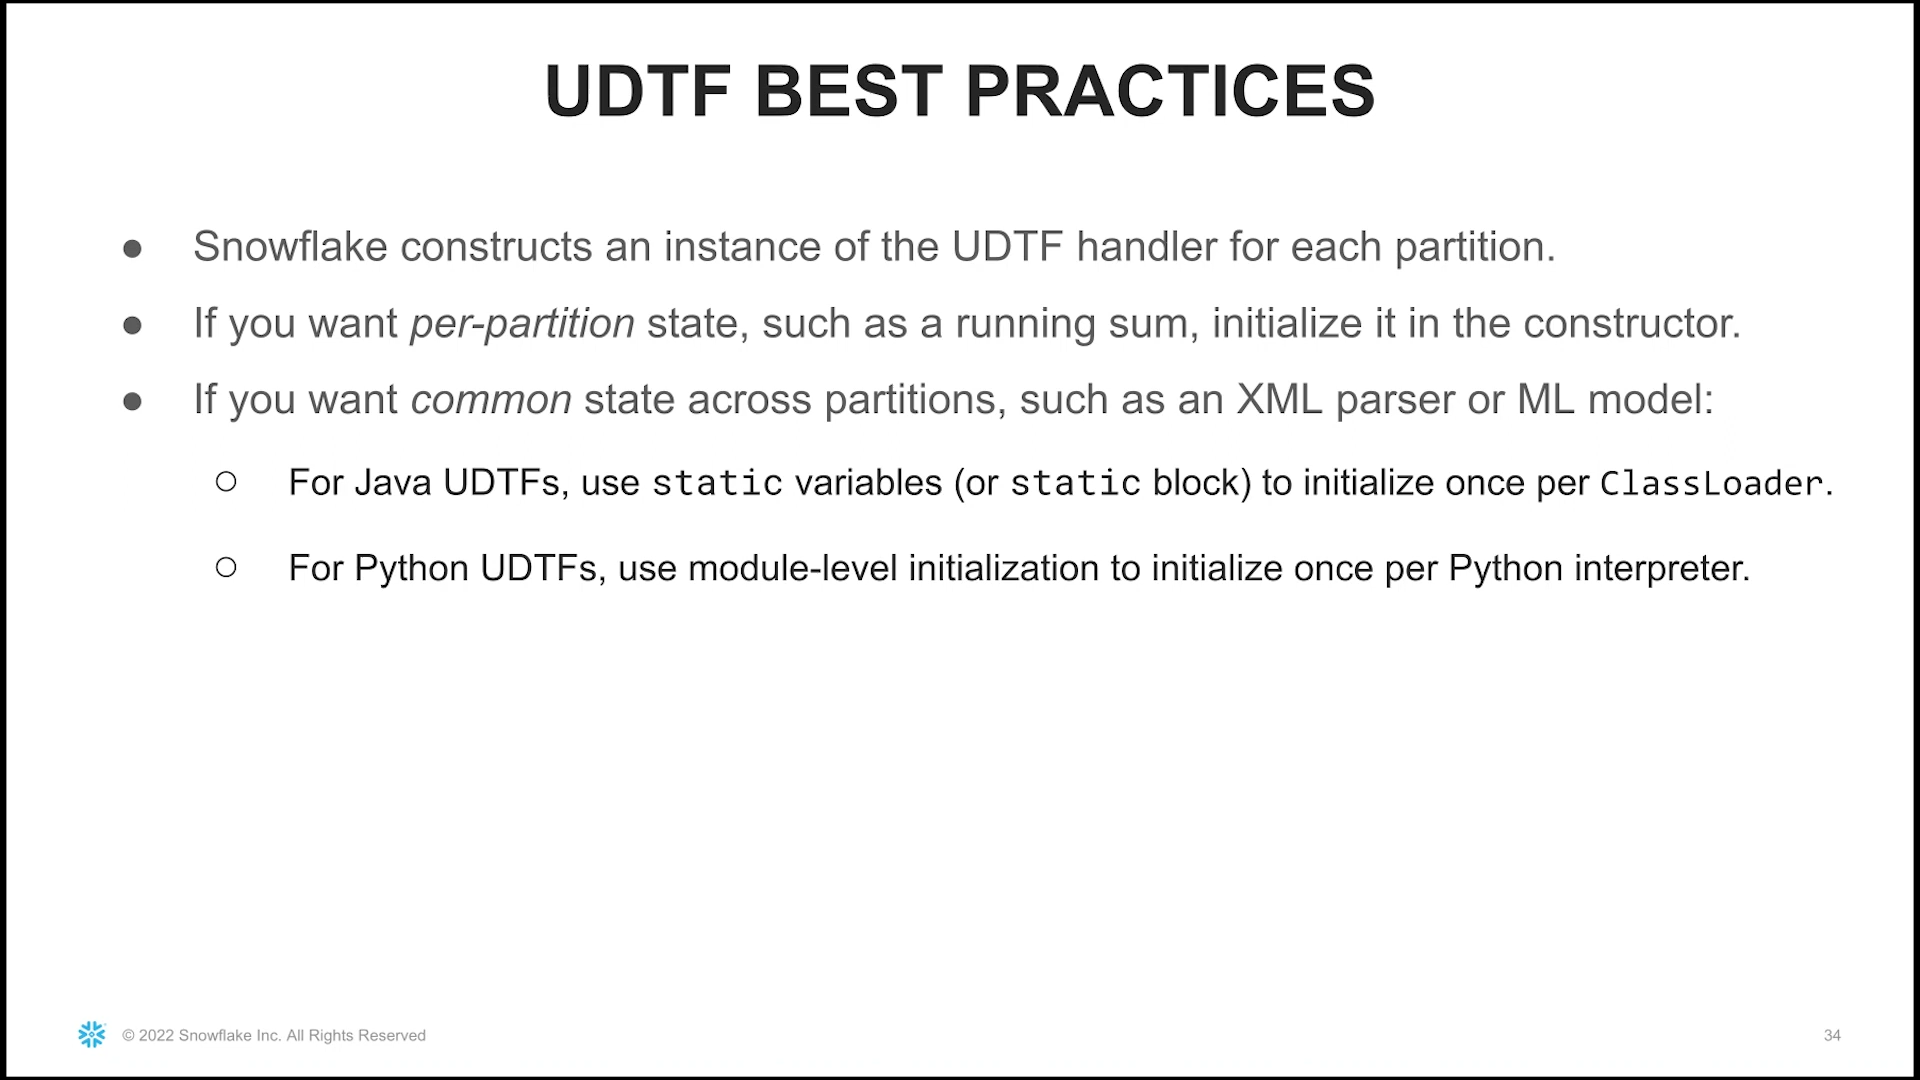 UDTF BEST PRACTICES
● Snowflake constructs an instance of the UDTF handler for each partition.
● If you want per-partition state, such as a running sum, initialize it in the constructor.
● If you want common state across partitions, such as an XML parser or ML model:
○ For Java UDTFs, use static variables (or static block) to initialize once per ClassLoader.
○ For Python UDTFs, use module-level initialization to initialize once per Python interpreter.
© 2022 Snowflake Inc. All Rights Reserved
34